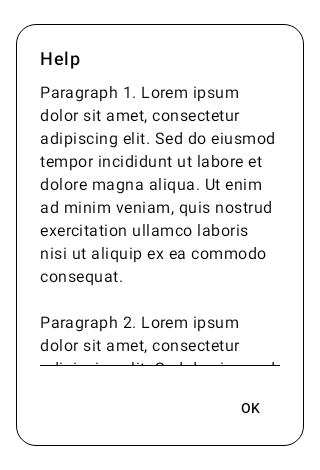 Help
Paragraph 1. Lorem ipsum
dolor sit amet, consectetur
adipiscing elit. Sed do eiusmod
tempor incididunt ut labore et
dolore magna aliqua. Ut enim
ad minim veniam, quis nostrud
exercitation ullamco laboris
nisi ut aliquip ex ea commodo
consequat.
Paragraph 2. Lorem ipsum
dolor sit amet, consectetur
OK